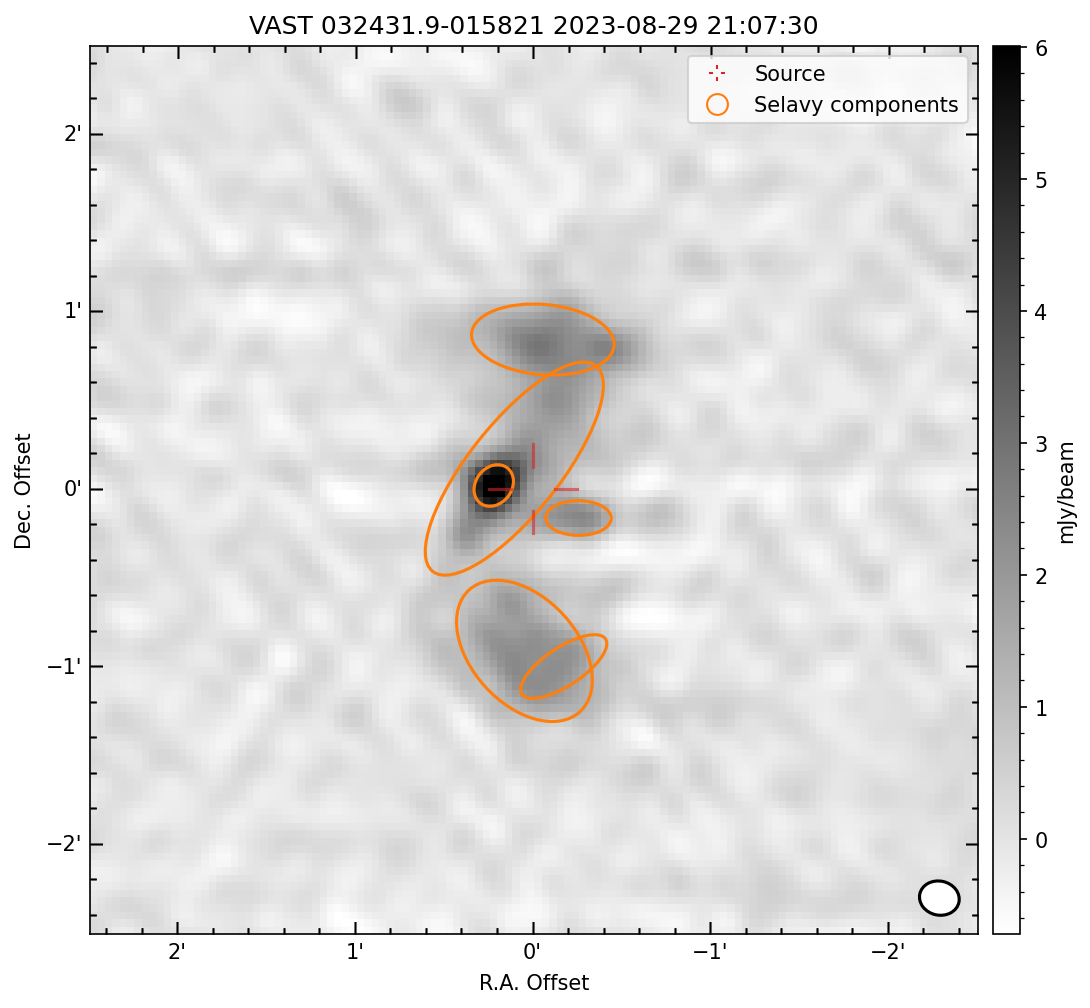 VAST 032431.9-015821 2023-08-29 21:07:30
Source
Selavy components
2'
1'
0'
−1'
−2'
Dec. Offset
2'
1'
0'
−1'
−2'
R.A. Offset
6
5
4
3
2
1
0
mJy/beam